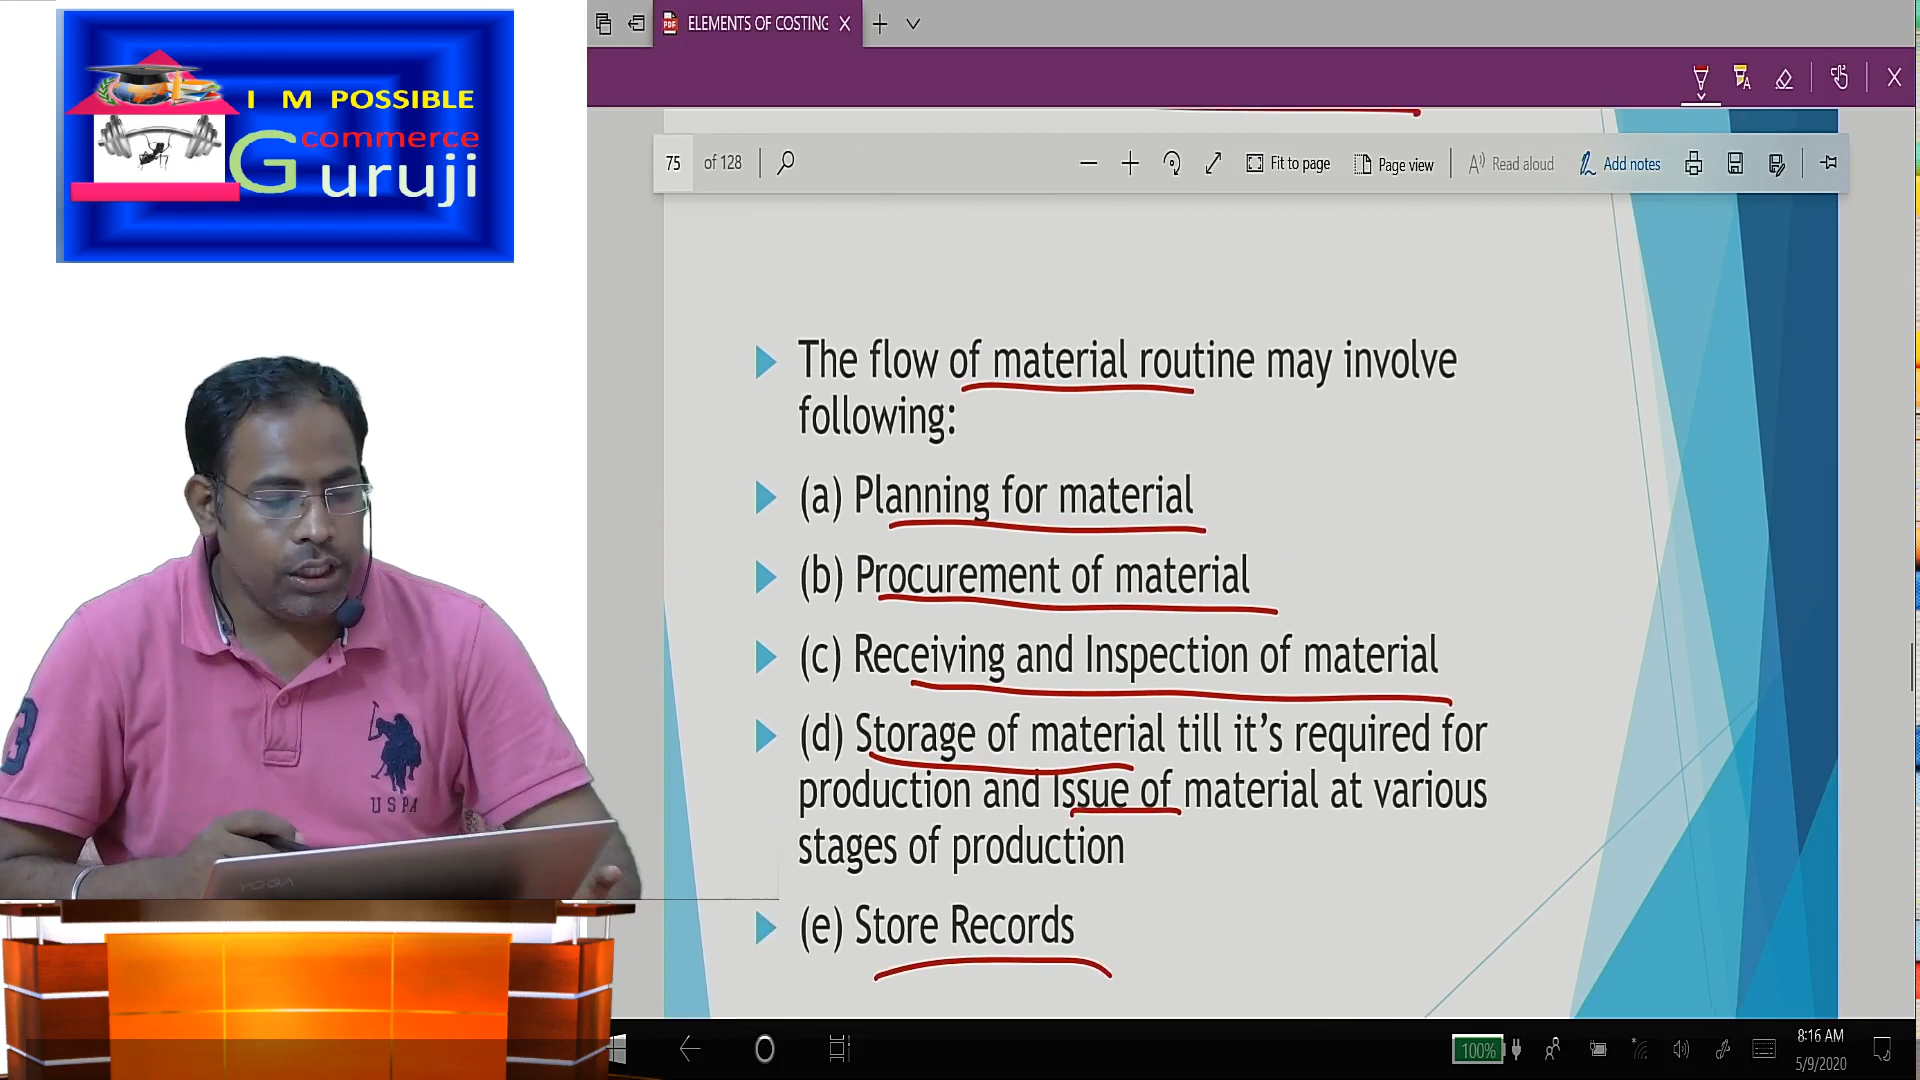 I M POSSIBLE
commerce
Guruji
ELEMENTS OF COSTING
75 of 128
Fit to page
Page view
Read aloud
Add notes
The flow of material routine may involve
following:
(a) Planning for material
(b) Procurement of material
(c) Receiving and Inspection of material
(d) Storage of material till it's required for
production and Issue of material at various
stages of production
(e) Store Records
3
USPA
YOGA
100%
8:16 AM
5/9/2020